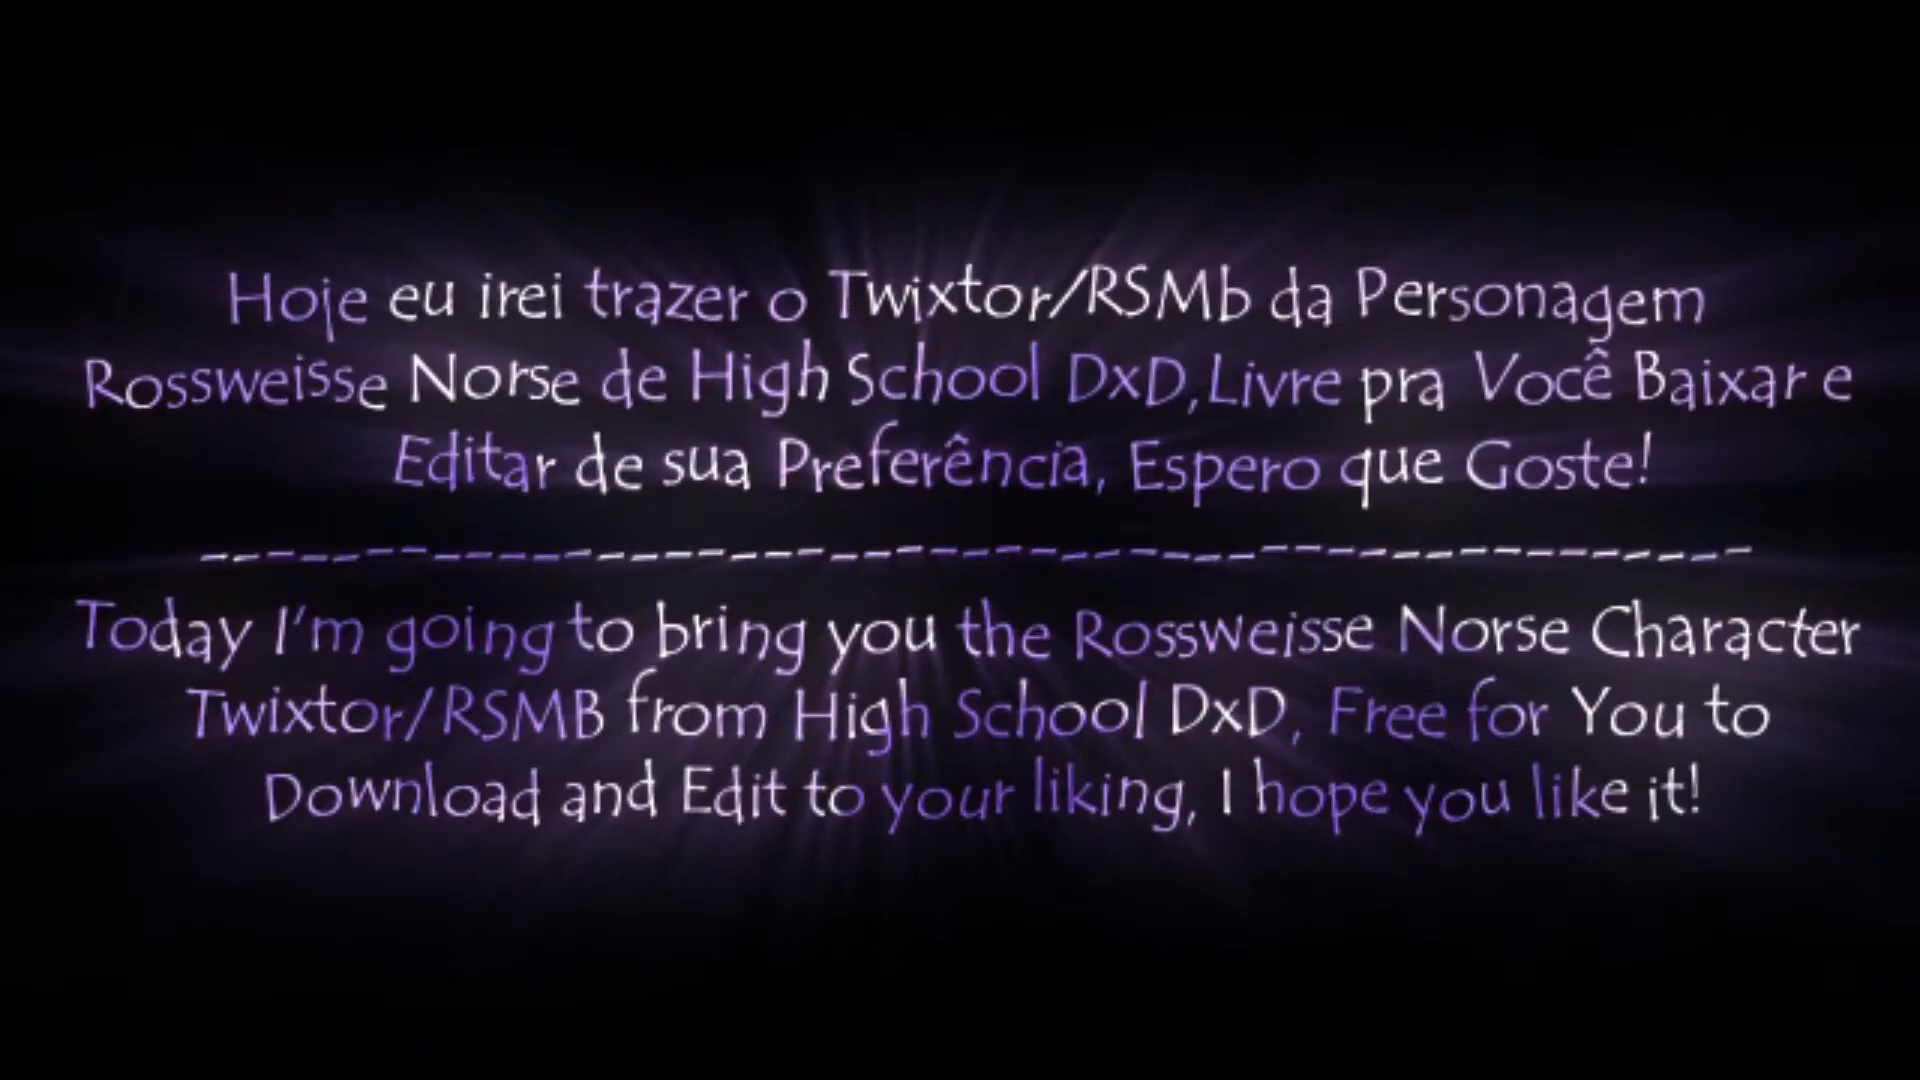 Hoje eu irei trazer o Twixtor/RSMb da Personagem
Rossweisse Norse de High School DxD,Livre pra Você Baixar e
Editar de sua Preferência, Espero que Goste!
-----------------------------------------------
Today I'm going to bring you the Rossweisse Norse Character
Twixtor/RSMB from High School DxD, Free for You to
Download and Edit to your liking, I hope you like it!